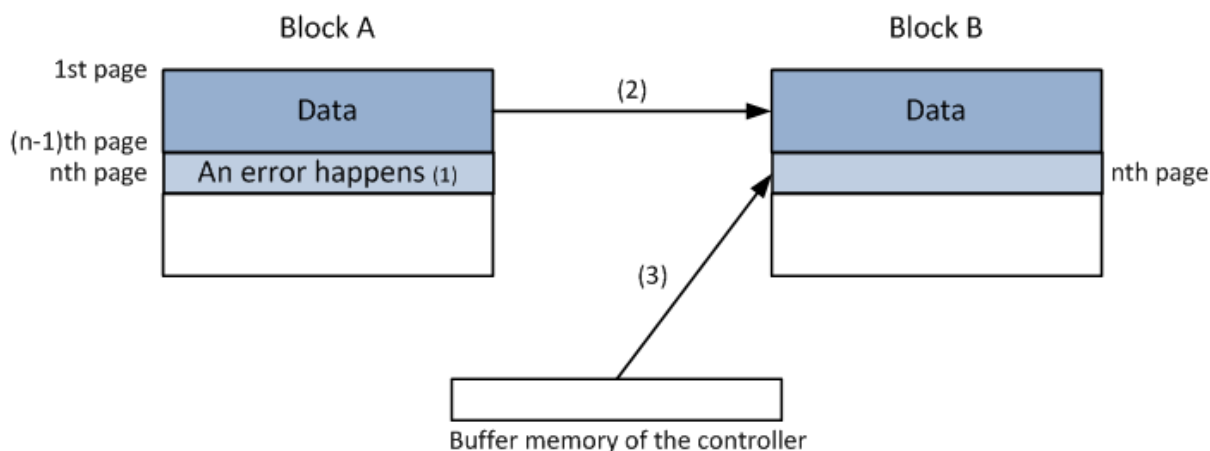 Block A
Block B
1st page
Data
(2)
Data
(n-1)th page
nth page
An error happens (1)
nth page
(3)
Buffer memory of the controller